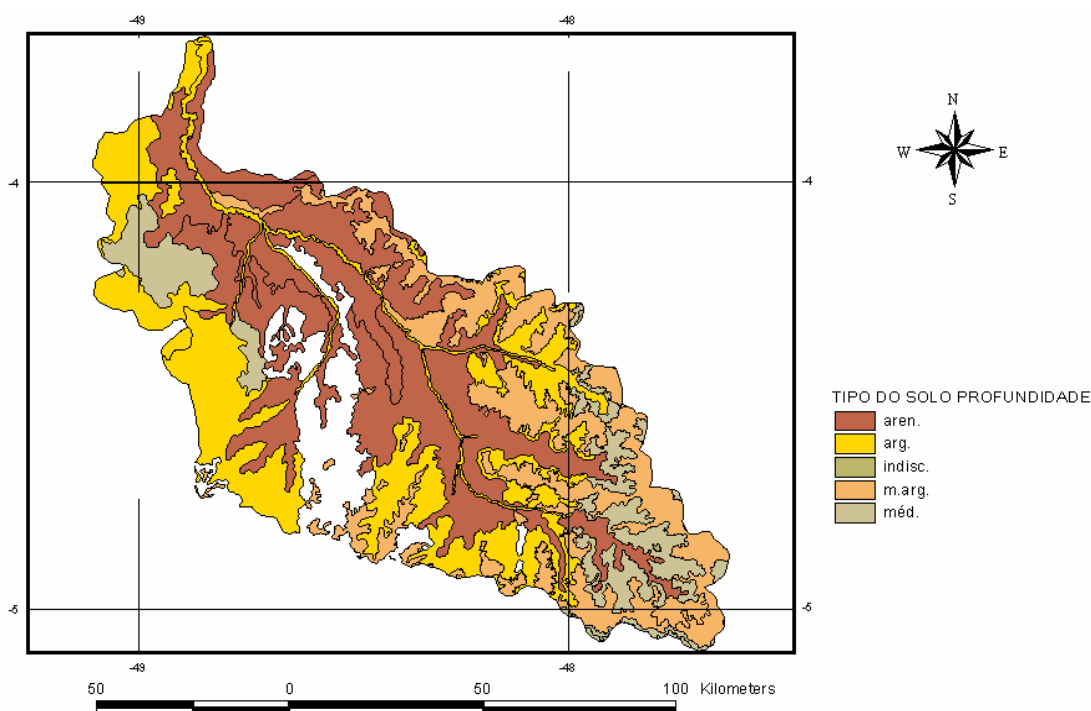 -49 -48
-4 -4
N
W E
S
TIPO DO SOLO PROFUNDIDADE
aren.
arg.
indisc.
m.arg.
méd.
-5 -5
-49 -48
50 0 50 100 Kilometers